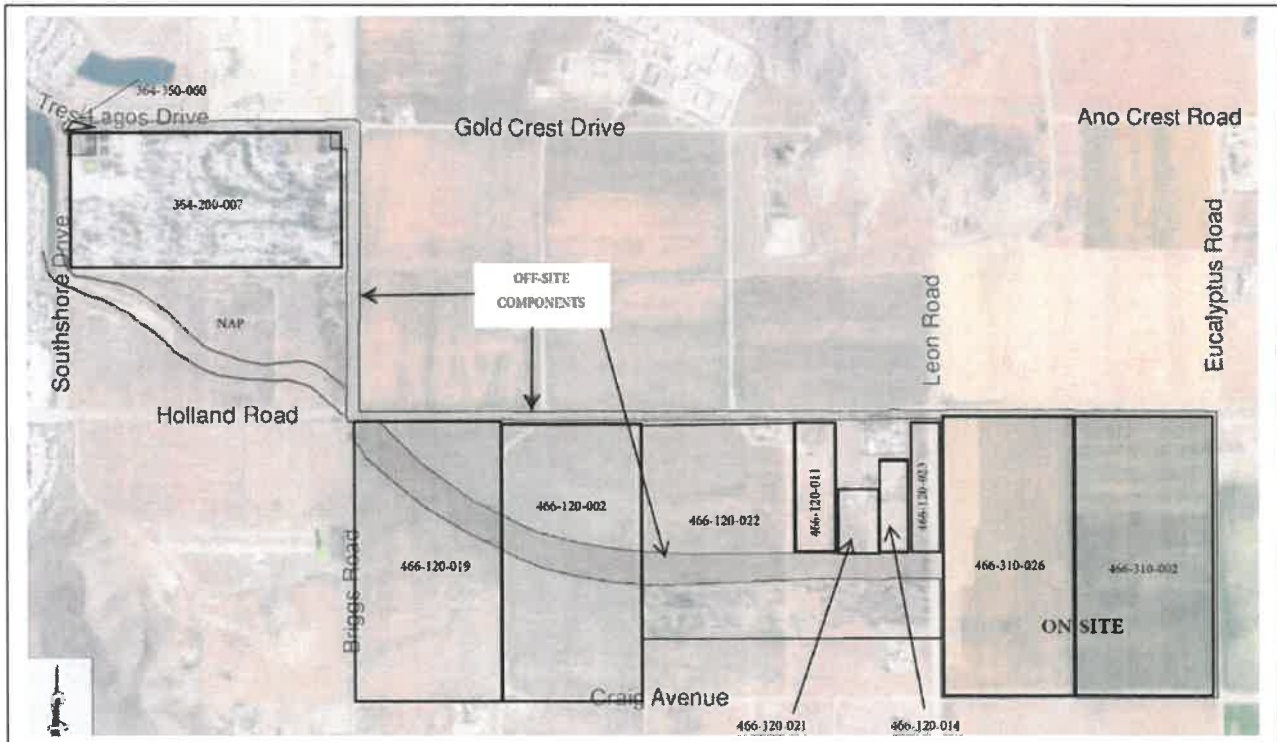 364-350-060
Tres Lagos Drive
Gold Crest Drive
Ano Crest Road
364-200-007
Southshore Drive
OFF-SITE
COMPONENTS
NAP
Leon Road
Eucalyptus Road
Holland Road
466-120-019
466-120-002
466-120-022
466-120-011
466-120-023
466-310-026
466-310-002
Briggs Road
ON SITE
Craig Avenue
466-120-021
466-120-014